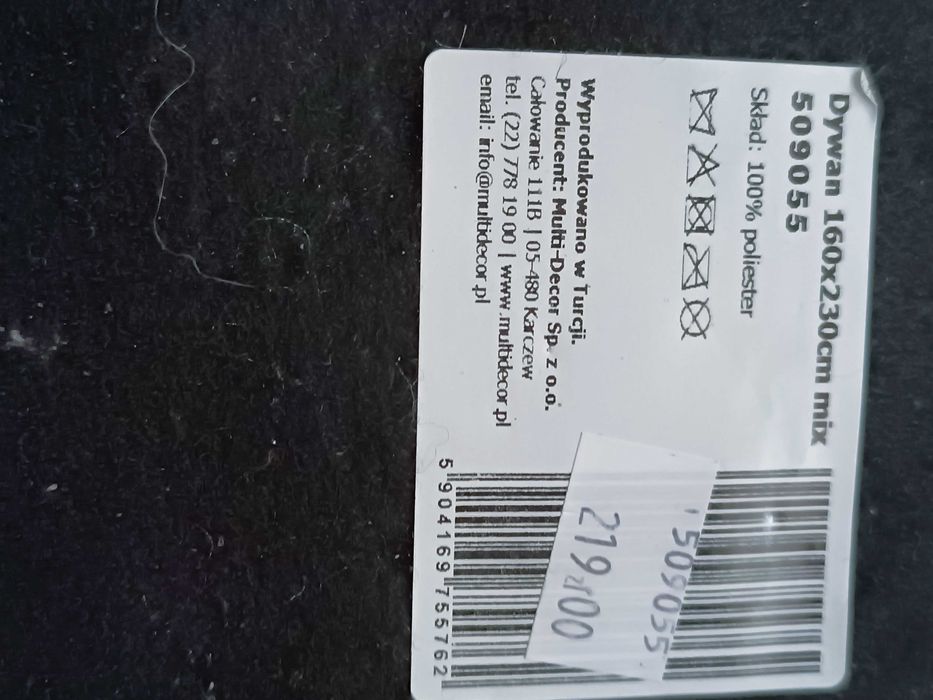 Dywan 160x230cm mix
509055
Skład: 100% poliester
Wyprodukowano w Turcji.
Producent: Multi-Decor Sp. z o.o.
Całowanie 111B | 05-480 Karczew
tel. (22) 778 19 00 | www.multidecor.pl
email: info@multidecor.pl
509055
219,00
5 904169 755762